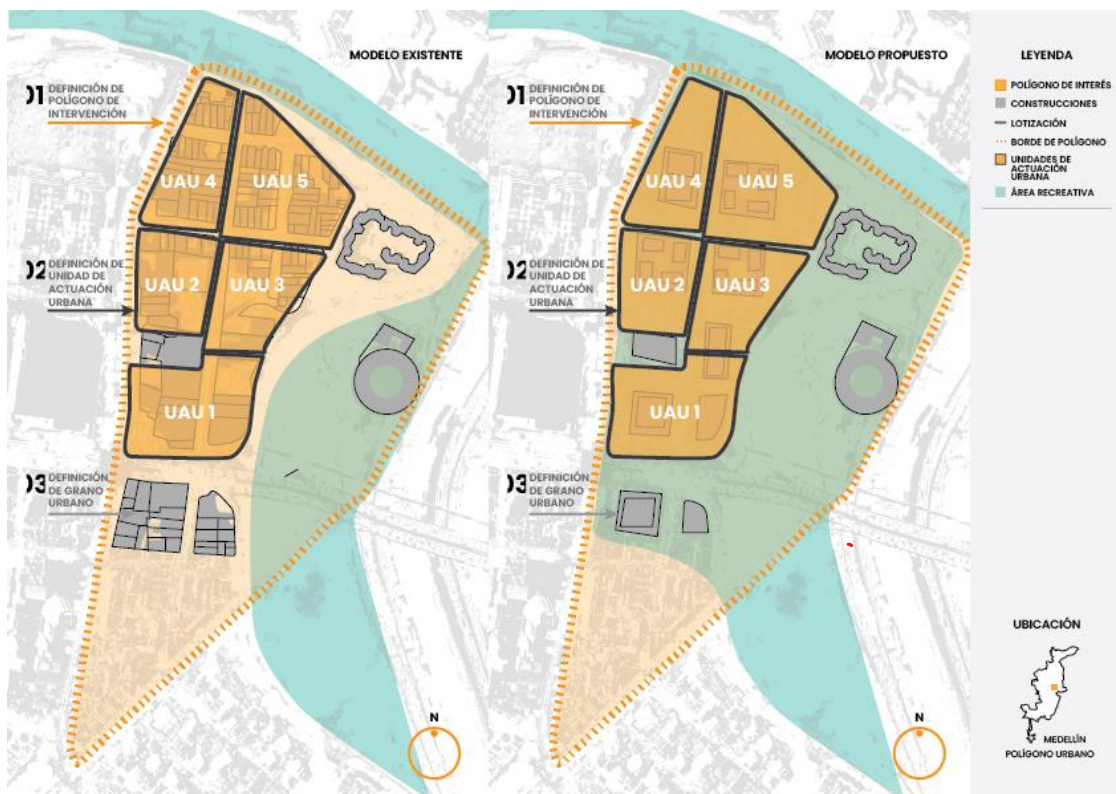 MODELO EXISTENTE
01 DEFINICIÓN DE
POLÍGONO DE
INTERVENCIÓN
UAU 4
UAU 5
02 DEFINICIÓN DE
UNIDAD DE
ACTUACIÓN
URBANA
UAU 2
UAU 3
UAU 1
03 DEFINICIÓN
DE GRANO
URBANO
N
MODELO PROPUESTO
01 DEFINICIÓN DE
POLÍGONO DE
INTERVENCIÓN
UAU 4
UAU 5
02 DEFINICIÓN DE
UNIDAD DE
ACTUACIÓN
URBANA
UAU 2
UAU 3
UAU 1
03 DEFINICIÓN
DE GRANO
URBANO
N
LEYENDA
POLÍGONO DE INTERÉS
CONSTRUCCIONES
LOTIZACIÓN
BORDE DE POLÍGONO
UNIDADES DE
ACTUACIÓN
URBANA
ÁREA RECREATIVA
UBICACIÓN
MEDELLÍN
POLÍGONO URBANO